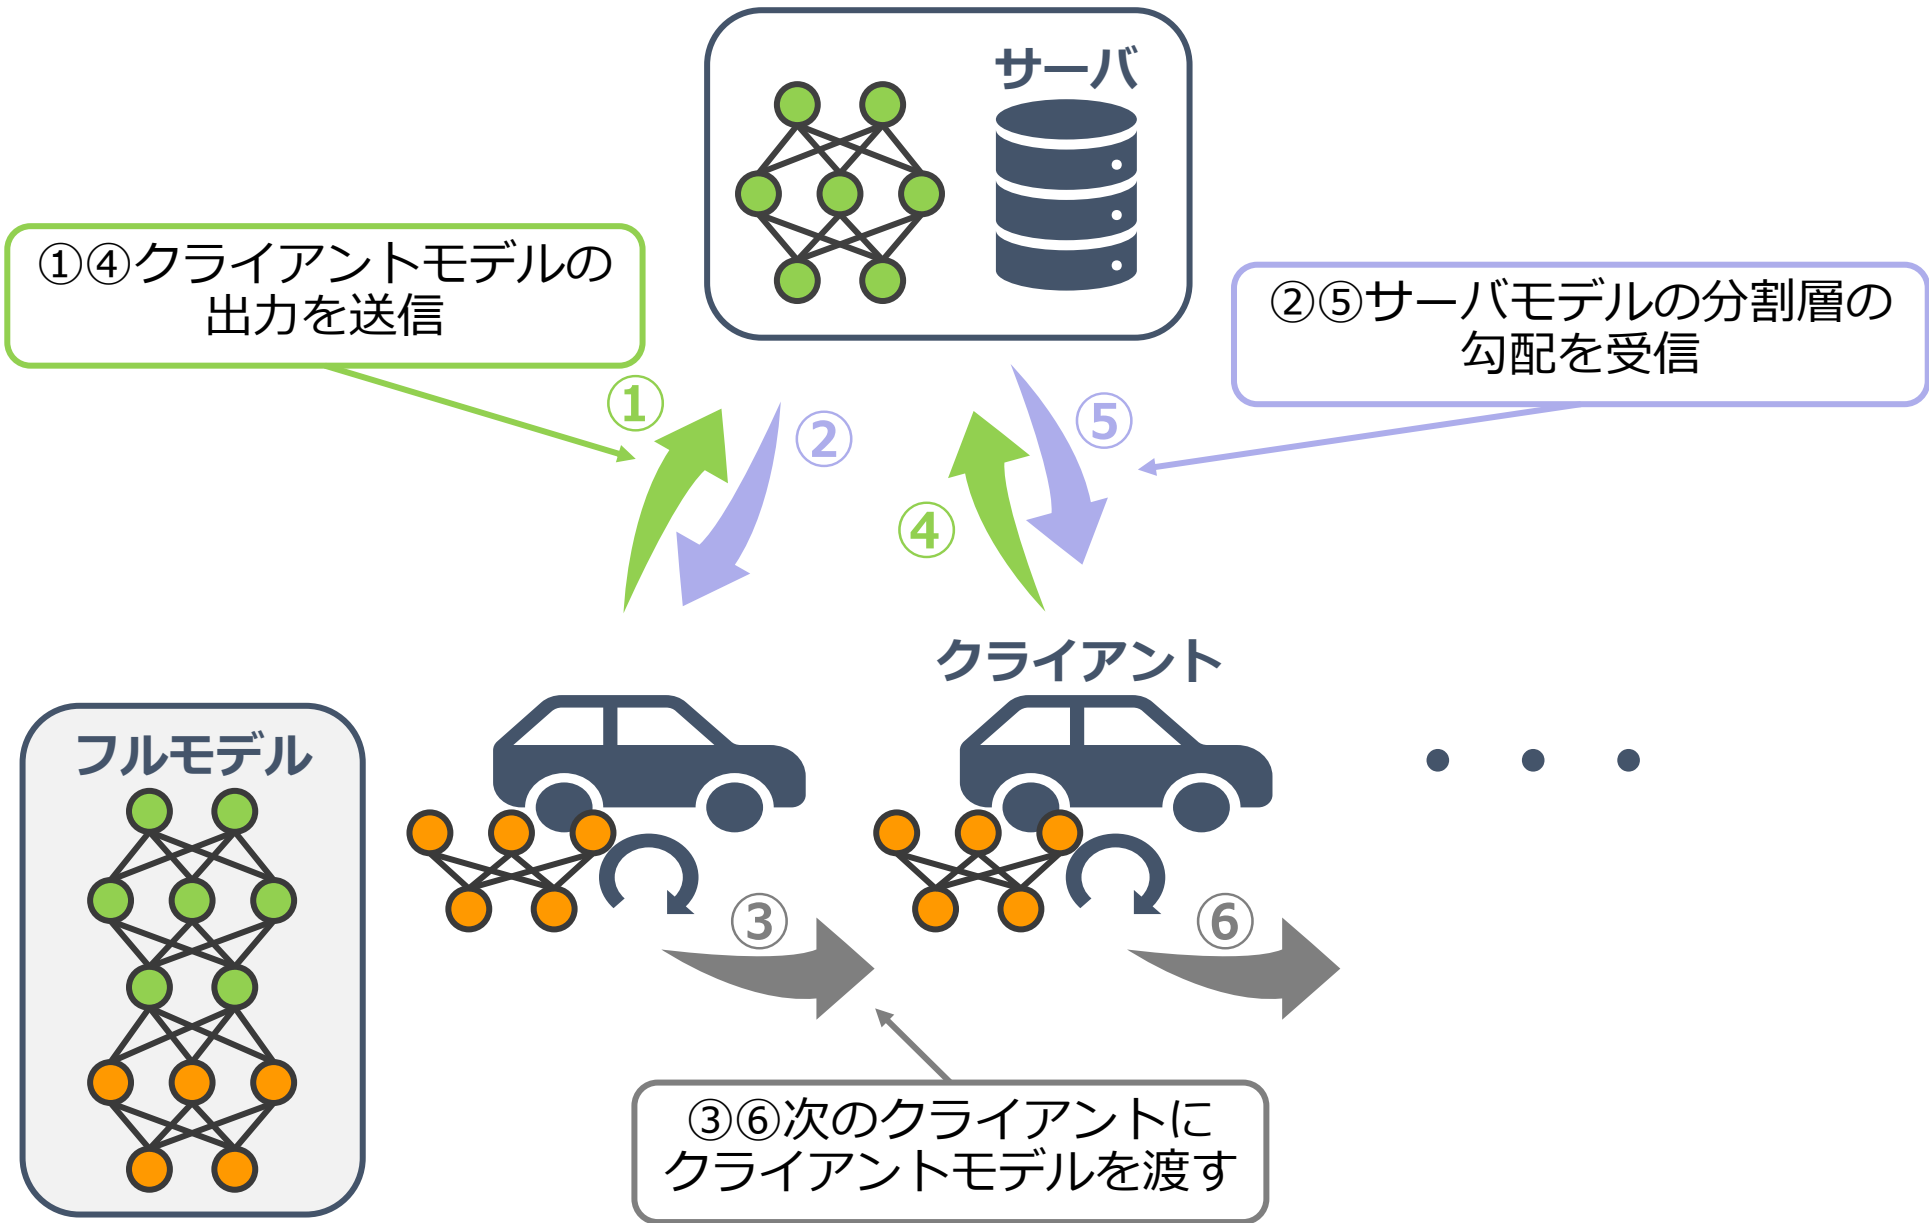 サーバ
①④クライアントモデルの
出力を送信
②⑤サーバモデルの分割層の
勾配を受信
①
②
⑤
④
クライアント
フルモデル
③
⑥
③⑥次のクライアントに
クライアントモデルを渡す